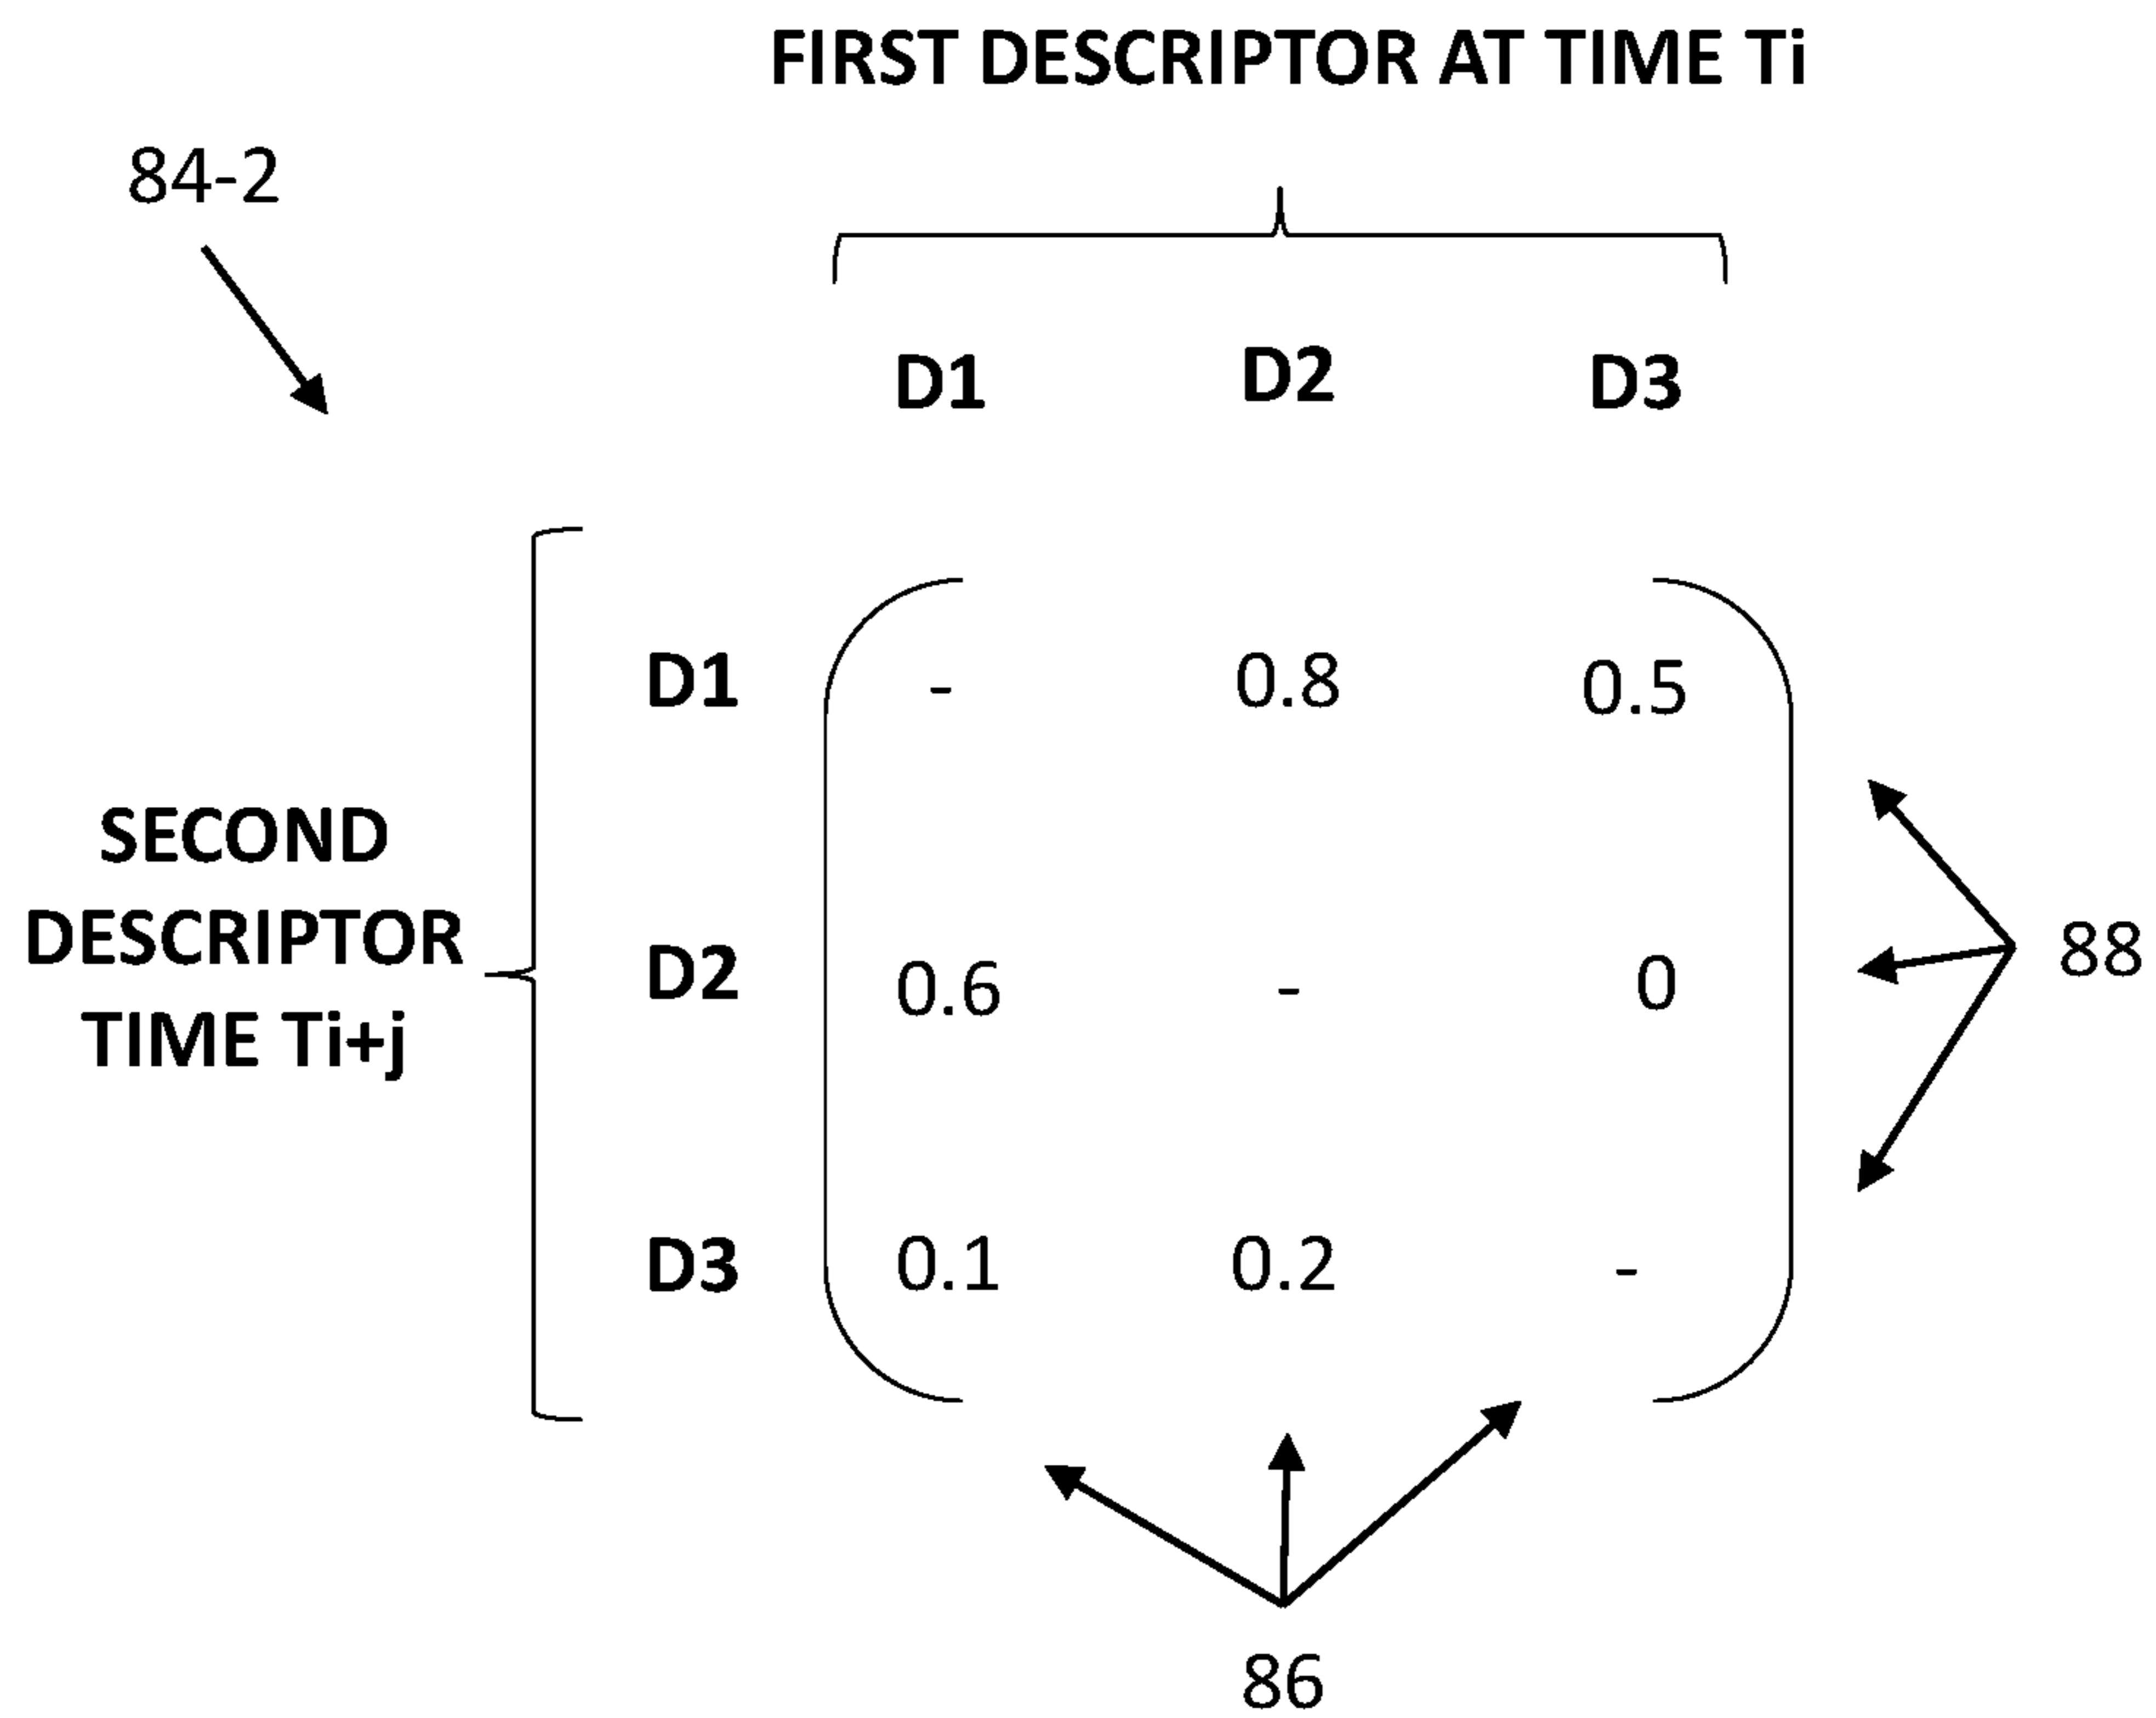 FIRST DESCRIPTOR AT TIME Ti
84-2
D1 D2 D3
D1 - 0.8 0.5
SECOND
DESCRIPTOR
TIME Ti+j
D2 0.6 - 0
88
D3 0.1 0.2 -
86